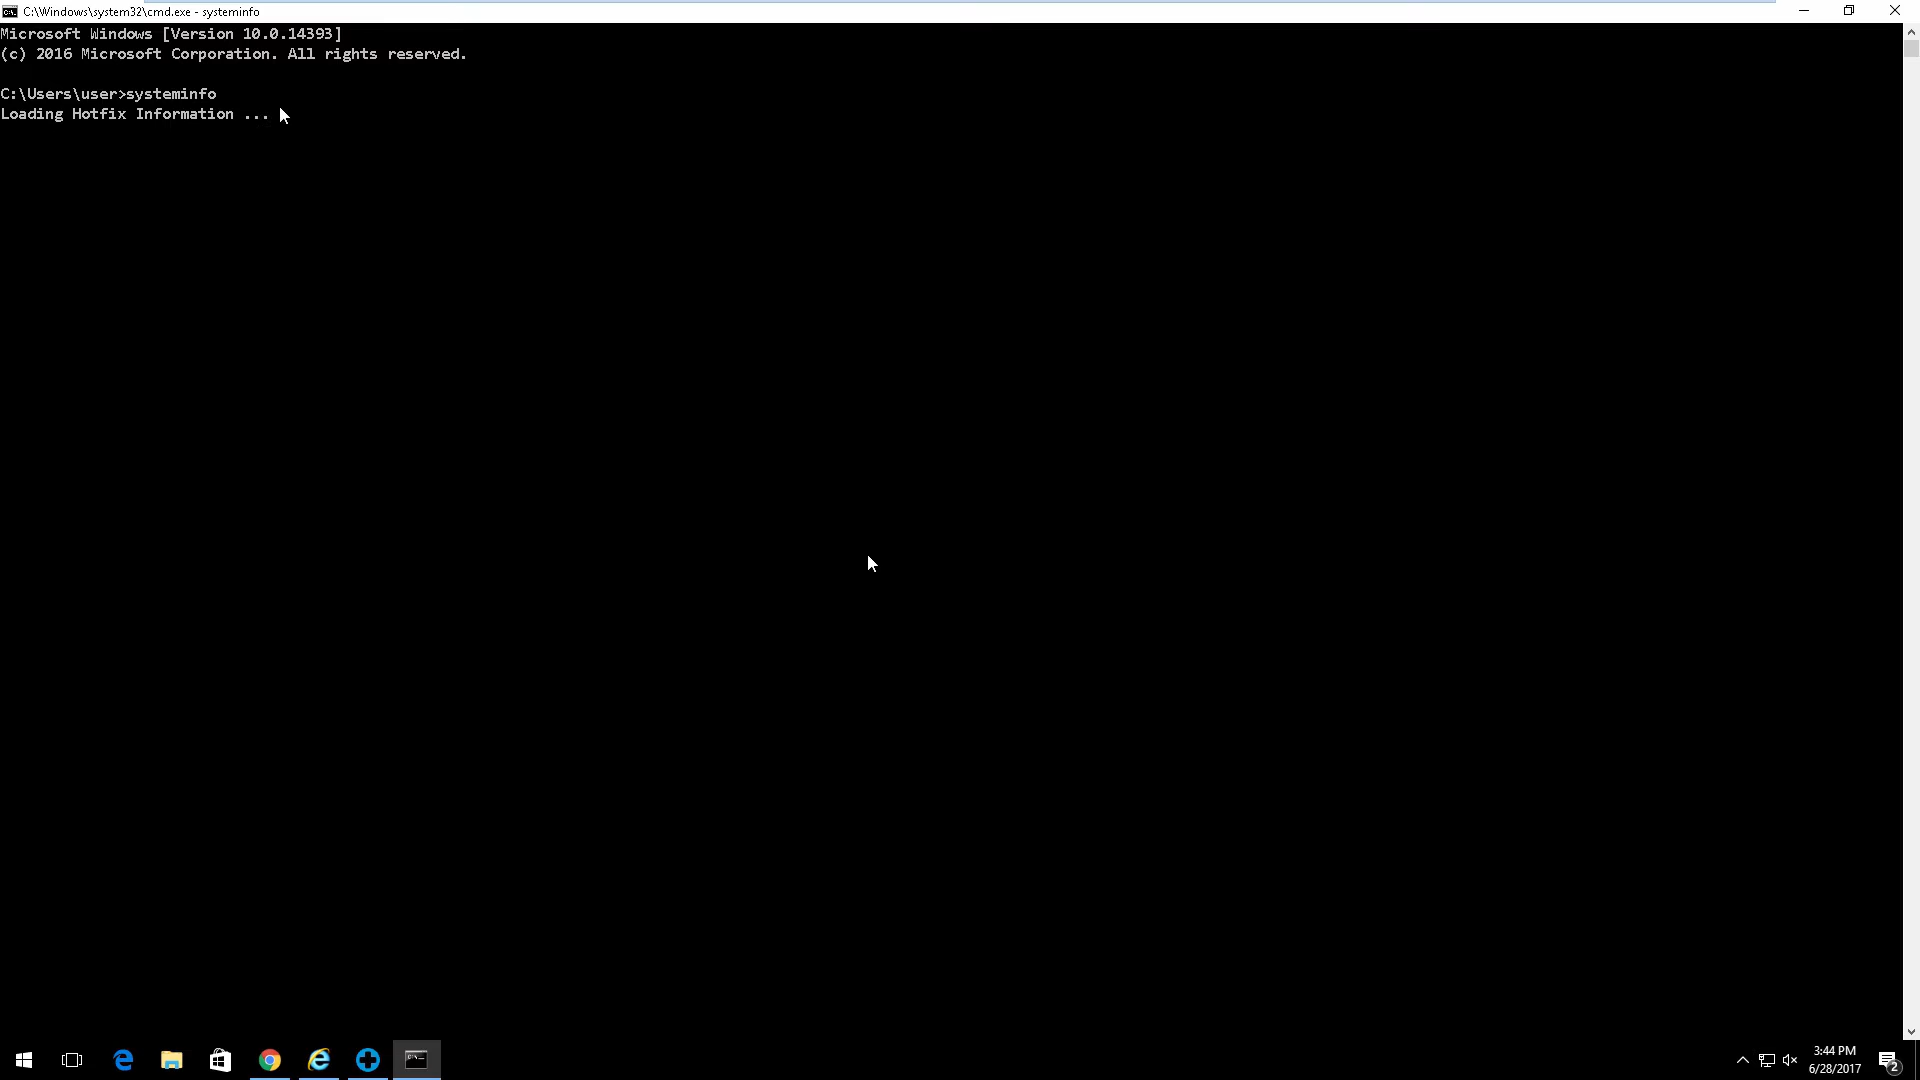 C:\Windows\system32\cmd.exe - systeminfo
Microsoft Windows [Version 10.0.14393]
(c) 2016 Microsoft Corporation. All rights reserved.
C:\Users\user>systeminfo
Loading Hotfix Information ...
3:44 PM
6/28/2017
2